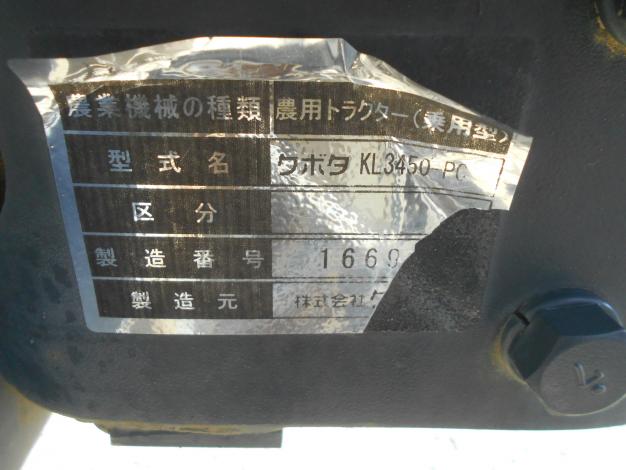 農業機械の種類 農用トラクター(乗用型)
型式名 クボタ KL3450-PC
区分
製造番号 1669
製造元 株式会社ク